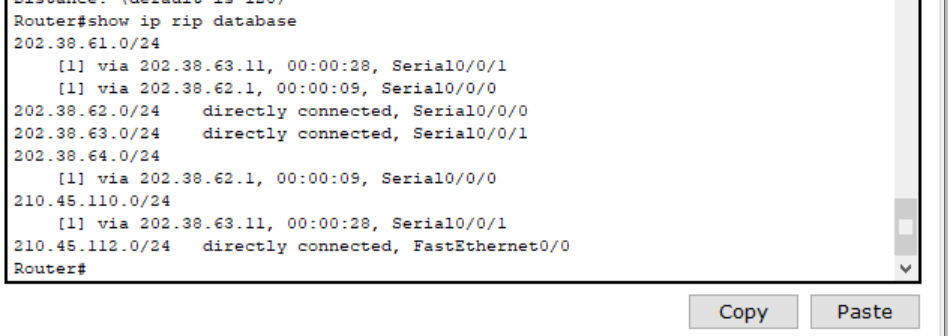 Distance: (default is 120)
Router#show ip rip database
202.38.61.0/24
    [1] via 202.38.63.11, 00:00:28, Serial0/0/1
    [1] via 202.38.62.1, 00:00:09, Serial0/0/0
202.38.62.0/24    directly connected, Serial0/0/0
202.38.63.0/24    directly connected, Serial0/0/1
202.38.64.0/24
    [1] via 202.38.62.1, 00:00:09, Serial0/0/0
210.45.110.0/24
    [1] via 202.38.63.11, 00:00:28, Serial0/0/1
210.45.112.0/24   directly connected, FastEthernet0/0
Router#
Copy Paste